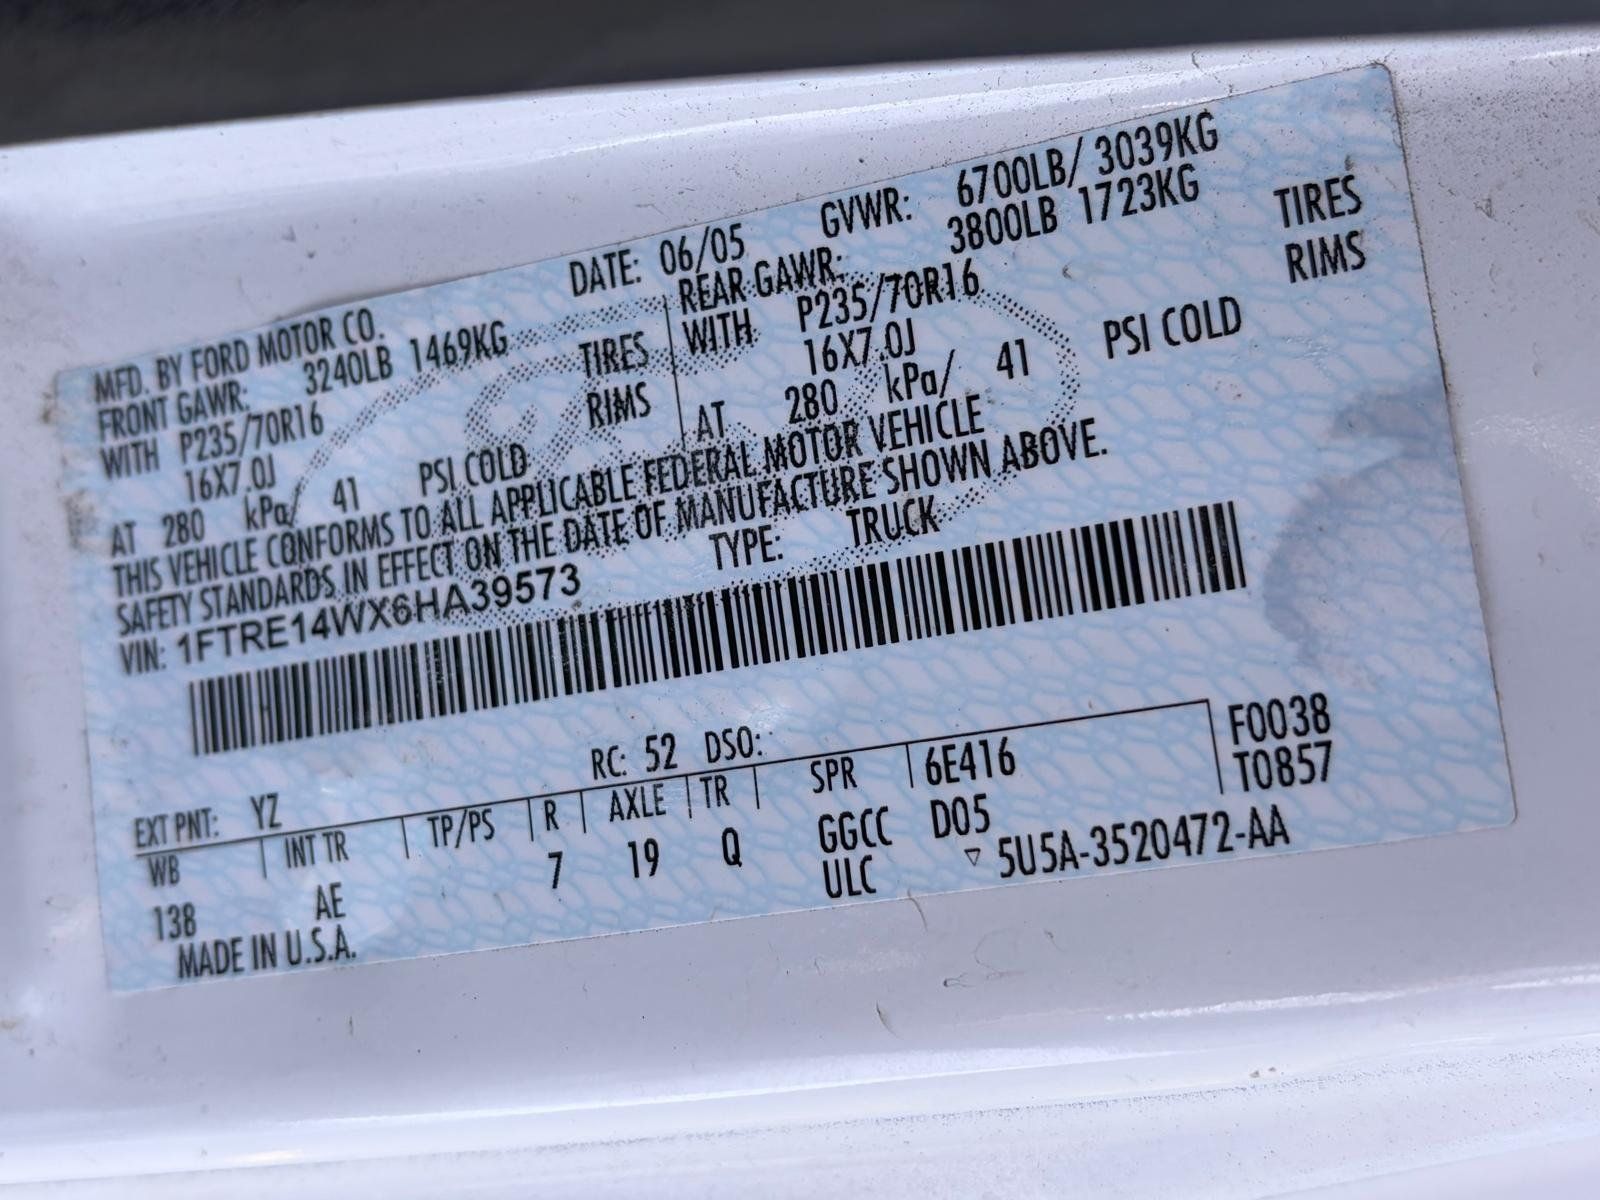 MFD. BY FORD MOTOR CO. DATE: 06/05 GVWR: 6700LB/ 3039KG
FRONT GAWR: 3240LB 1469KG REAR GAWR: 3800LB 1723KG
WITH P235/70R16 TIRES WITH P235/70R16 TIRES
16X7.0J RIMS 16X7.0J RIMS
AT 280 kPa/ 41 PSI COLD AT 280 kPa/ 41 PSI COLD
THIS VEHICLE CONFORMS TO ALL APPLICABLE FEDERAL MOTOR VEHICLE
SAFETY STANDARDS IN EFFECT ON THE DATE OF MANUFACTURE SHOWN ABOVE.
VIN: 1FTRE14WX6HA39573 TYPE: TRUCK
F0038
T0857
EXT PNT: YZ RC: 52 DSO:
WB INT TR TP/PS R AXLE TR SPR 6E416
138 AE 7 19 Q GGCC D05
ULC ▽ 5U5A-3520472-AA
MADE IN U.S.A.